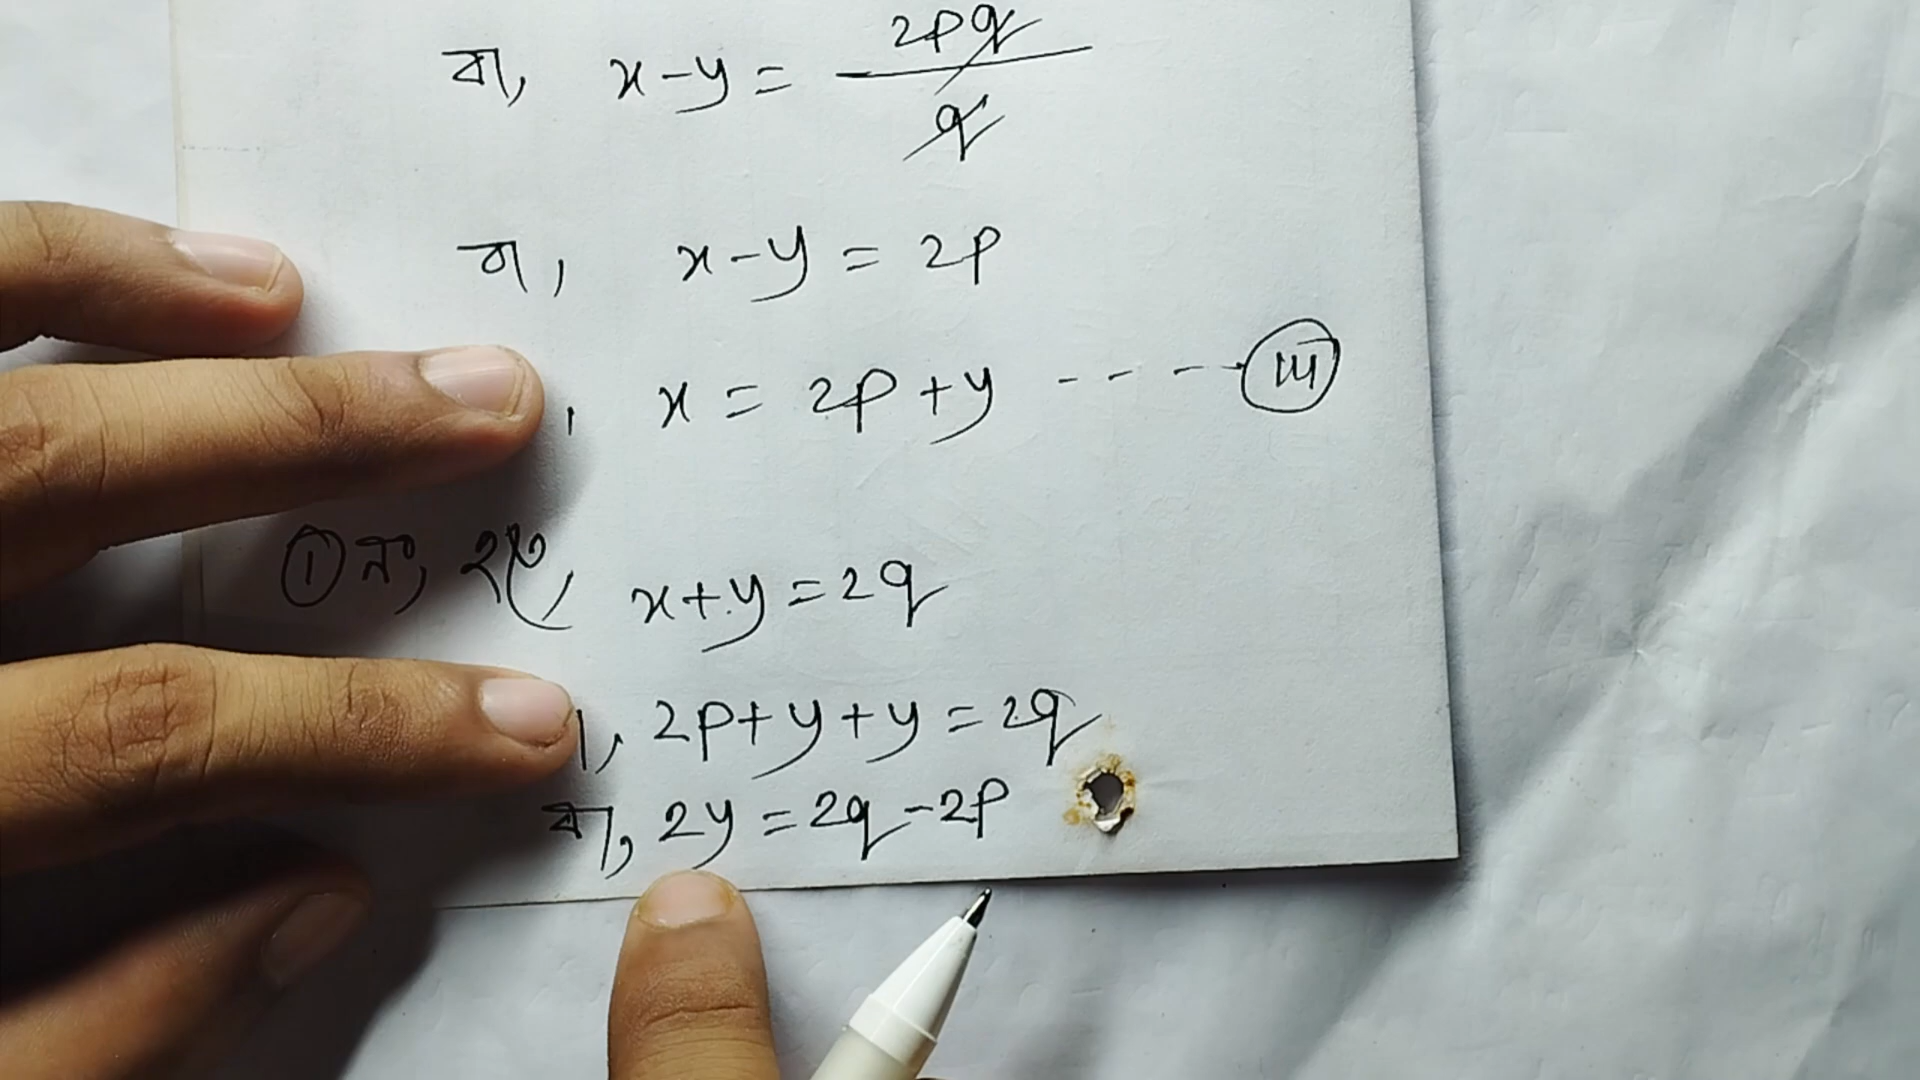 বা, x-y = 2pq/q
বা, x-y = 2p
, x = 2p+y ----(iii)
(i) নং হতে, x+y=2q
া, 2p+y+y=2q
বা, 2y=2q-2p